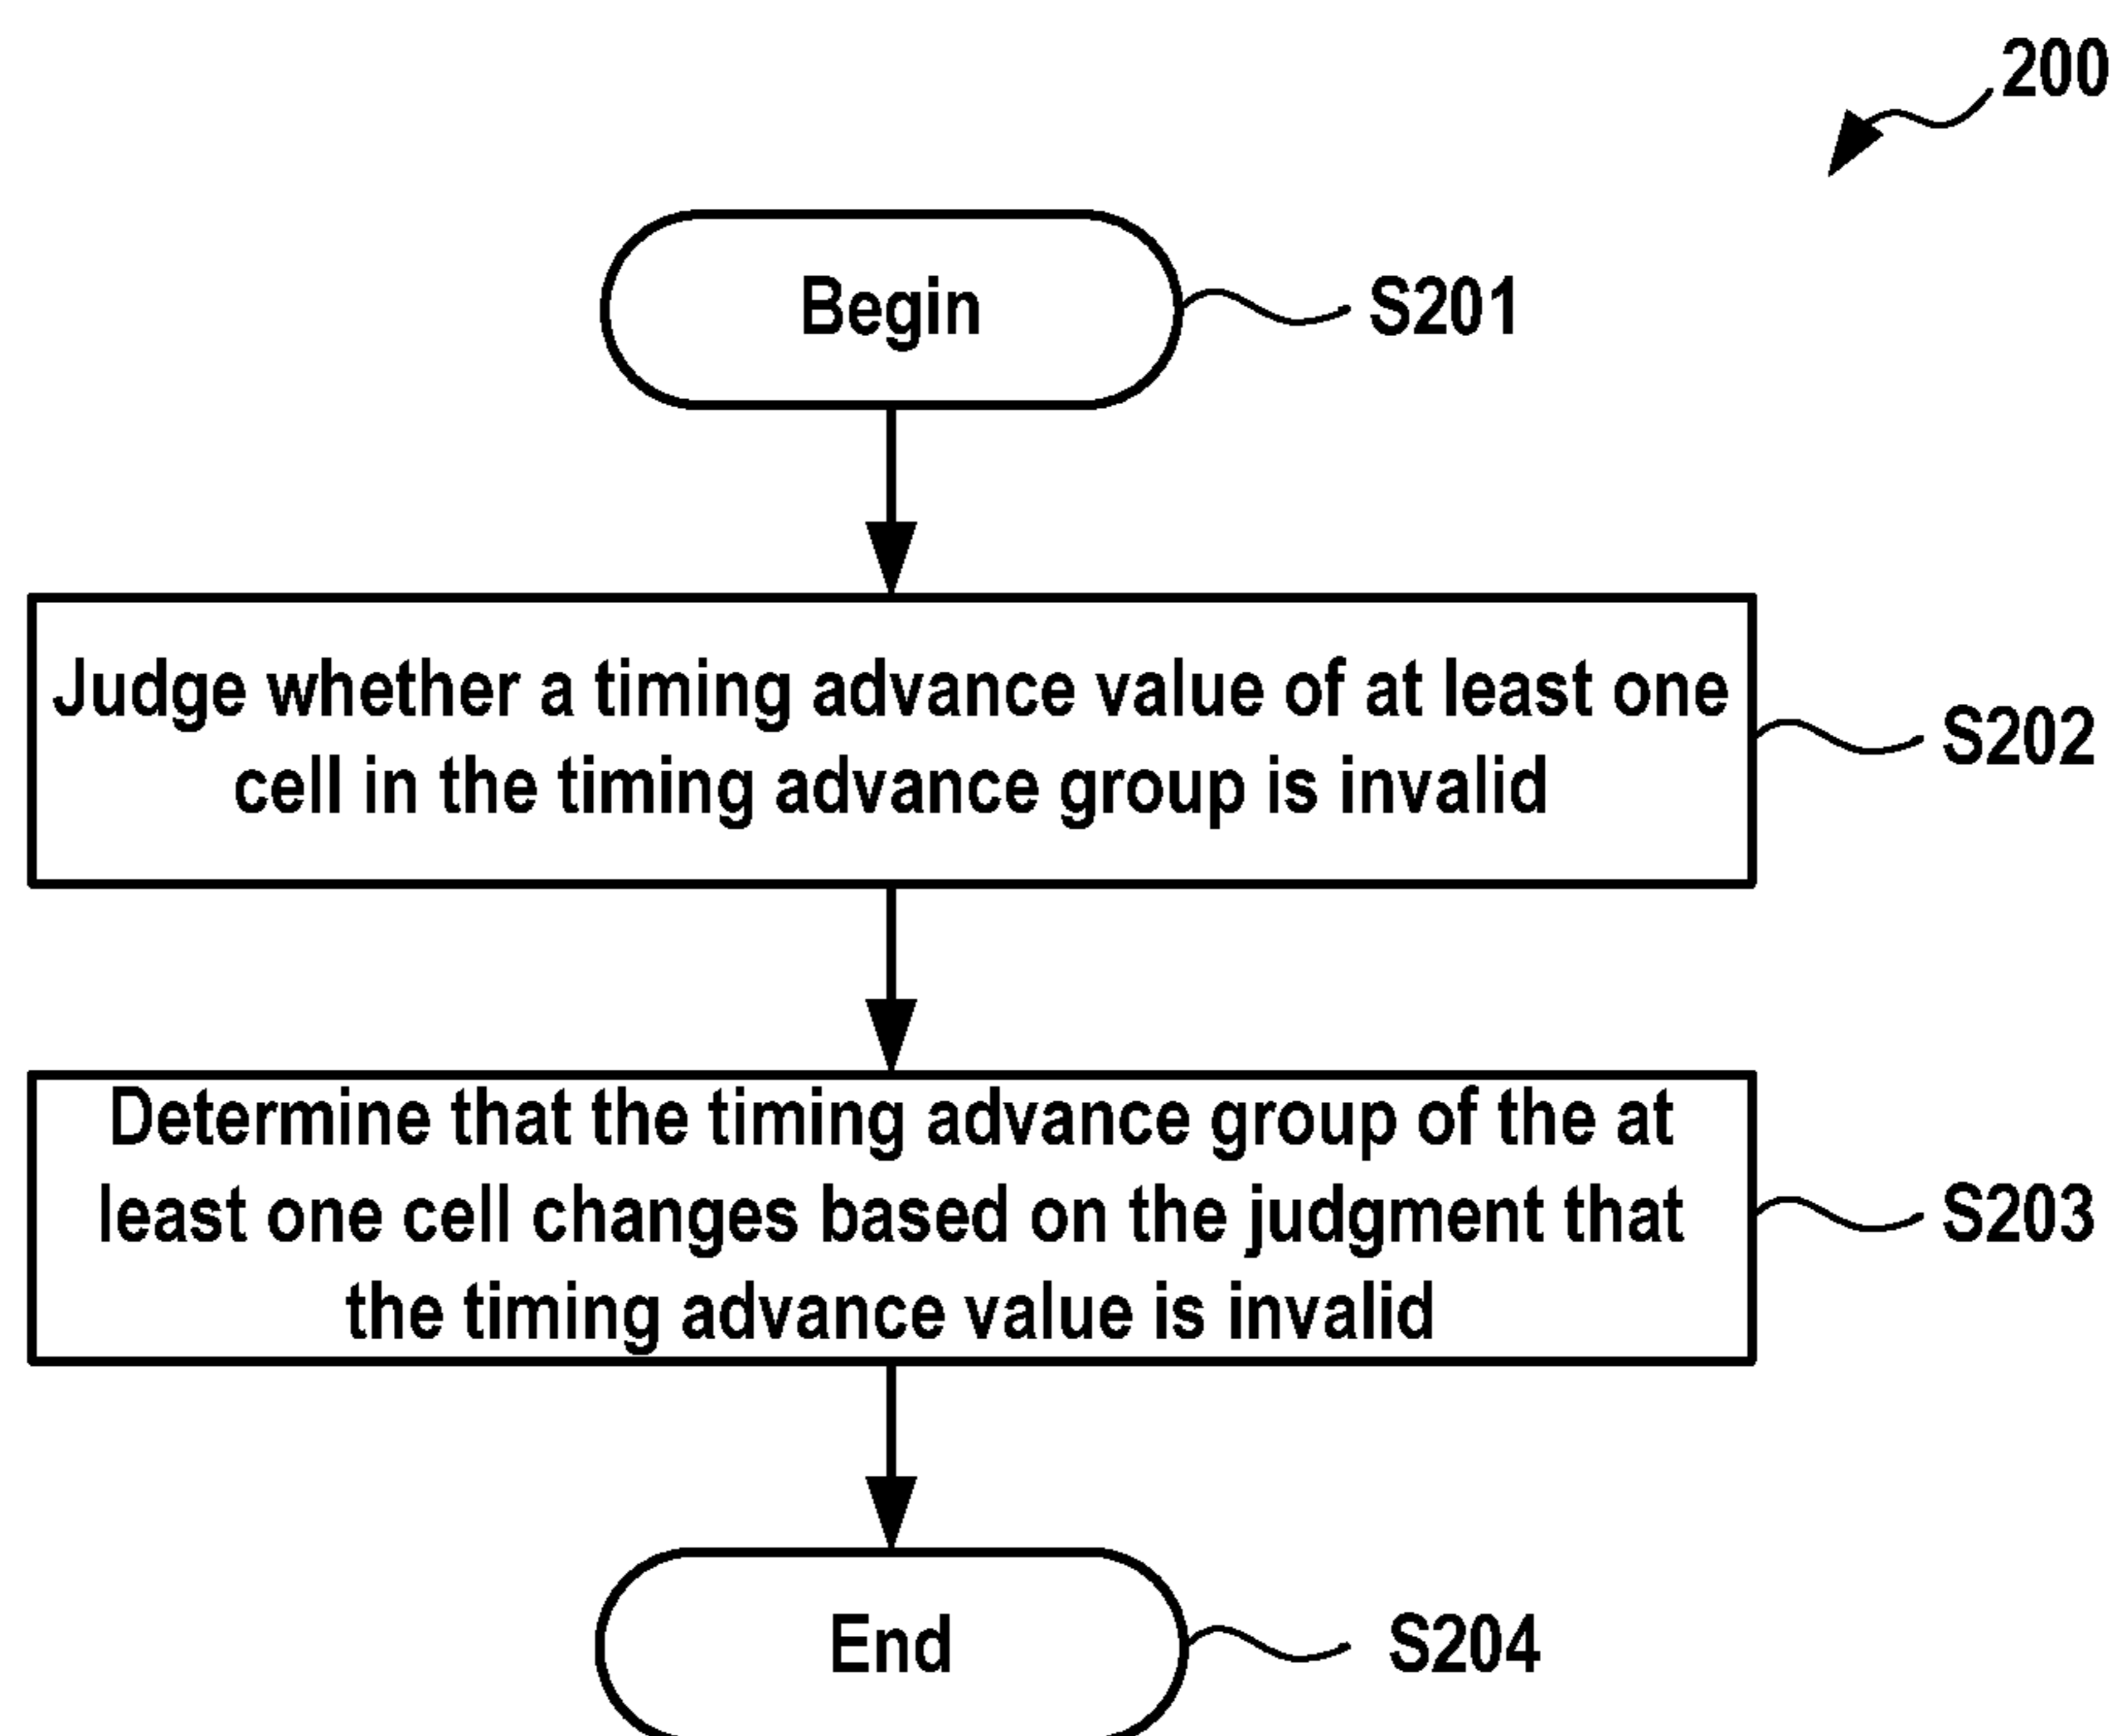 200
Begin
S201
Judge whether a timing advance value of at least one
cell in the timing advance group is invalid
S202
Determine that the timing advance group of the at
least one cell changes based on the judgment that
the timing advance value is invalid
S203
End
S204